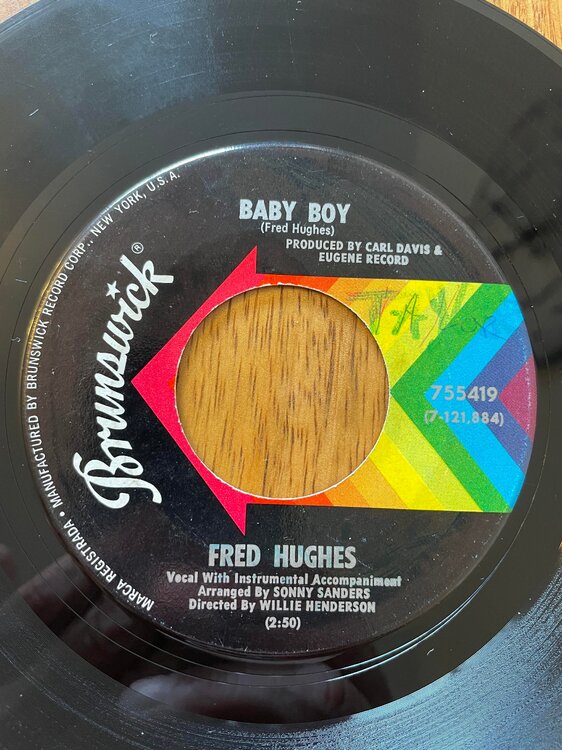 BABY BOY
(Fred Hughes)
PRODUCED BY CARL DAVIS &
EUGENE RECORD
Brunswick®
755419
(7-121,884)
FRED HUGHES
Vocal With Instrumental Accompaniment
Arranged By SONNY SANDERS
Directed By WILLIE HENDERSON
(2:50)
MARCA REGISTRADA • MANUFACTURED BY BRUNSWICK RECORD CORP., NEW YORK, U.S.A.